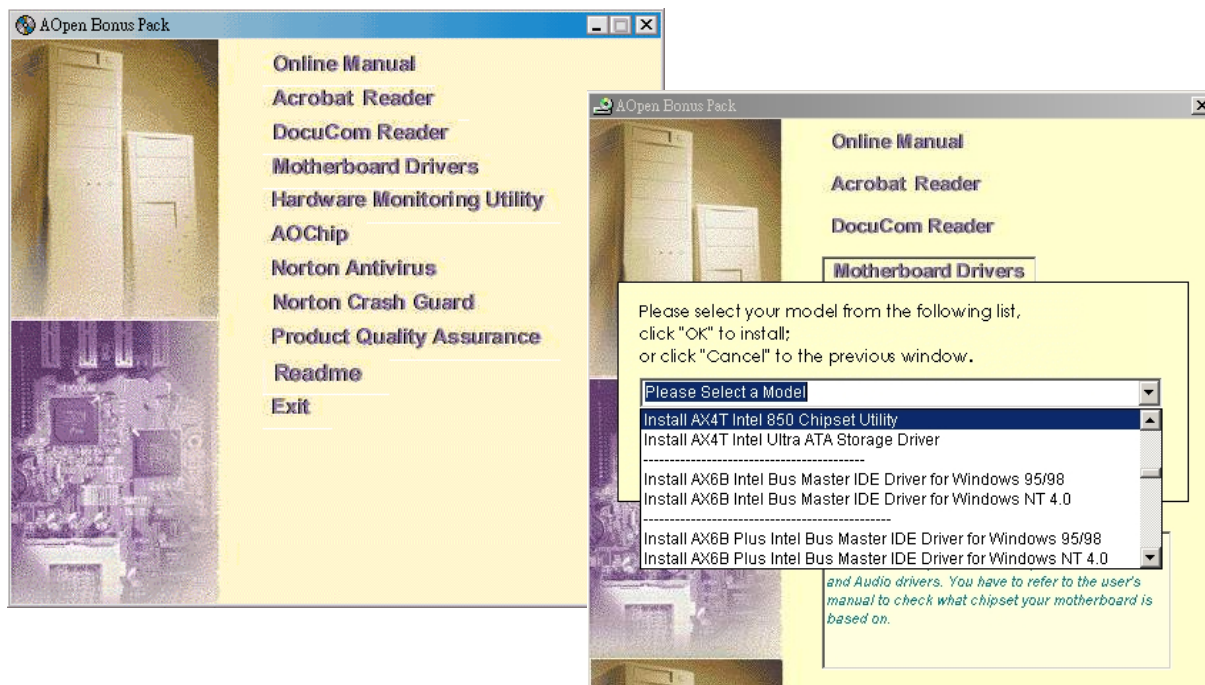 AOpen Bonus Pack
Online Manual
Acrobat Reader
DocuCom Reader
Motherboard Drivers
Hardware Monitoring Utility
AOChip
Norton Antivirus
Norton Crash Guard
Product Quality Assurance
Readme
Exit
AOpen Bonus Pack
Online Manual
Acrobat Reader
DocuCom Reader
Motherboard Drivers
Please select your model from the following list,
click "OK" to install;
or click "Cancel" to the previous window.
Please Select a Model
Install AX4T Intel 850 Chipset Utility
Install AX4T Intel Ultra ATA Storage Driver
------------------------------------------
Install AX6B Intel Bus Master IDE Driver for Windows 95/98
Install AX6B Intel Bus Master IDE Driver for Windows NT 4.0
-----------------------------------------------
Install AX6B Plus Intel Bus Master IDE Driver for Windows 95/98
Install AX6B Plus Intel Bus Master IDE Driver for Windows NT 4.0
and Audio drivers. You have to refer to the user's
manual to check what chipset your motherboard is
based on.